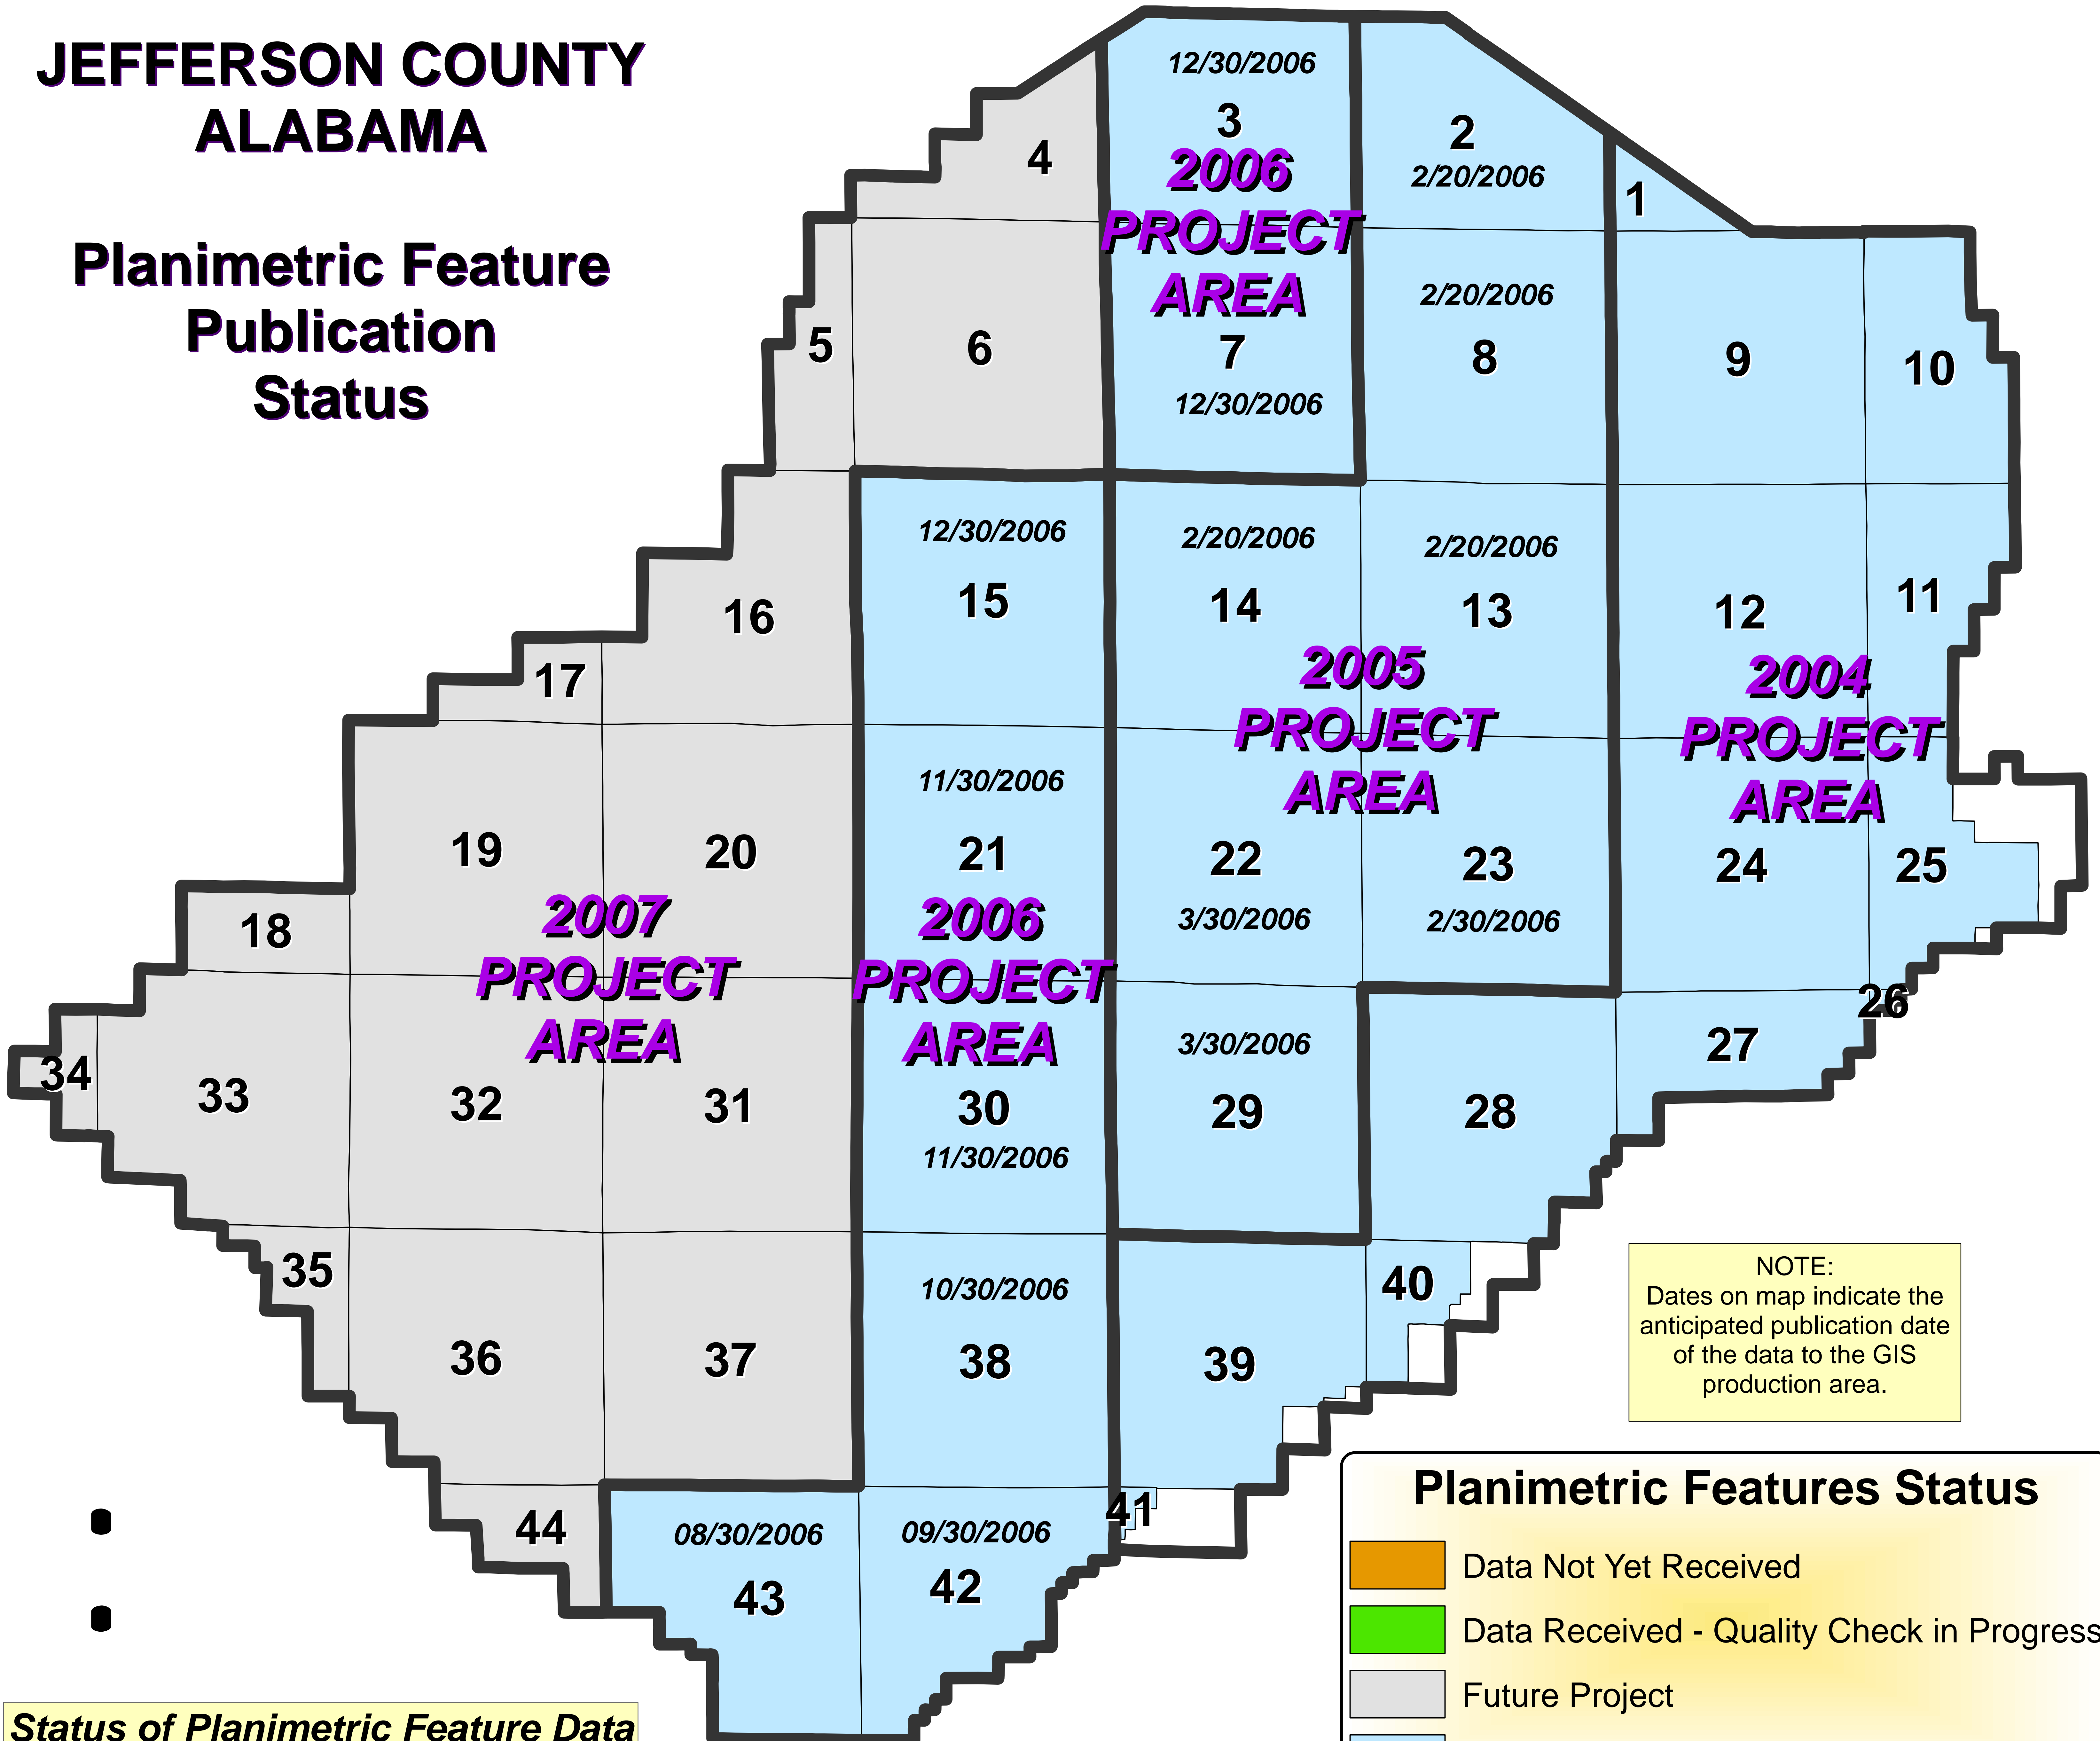 JEFFERSON COUNTY
ALABAMA
Planimetric Feature
Publication
Status
12/30/2006
3
2006
PROJECT
AREA
7
12/30/2006
2
2/20/2006
1
4
5
6
2/20/2006
8
9
10
12/30/2006
15
2/20/2006
14
2/20/2006
13
12
11
16
17
2005
PROJECT
AREA
2004
PROJECT
AREA
19
20
11/30/2006
21
22
3/30/2006
23
2/30/2006
24
25
18
2007
PROJECT
AREA
2006
PROJECT
AREA
26
27
34
33
32
31
30
11/30/2006
3/30/2006
29
28
35
36
37
10/30/2006
38
39
40
NOTE:
Dates on map indicate the
anticipated publication date
of the data to the GIS
production area.
41
44
08/30/2006
43
09/30/2006
42
Planimetric Features Status
Data Not Yet Received
Data Received - Quality Check in Progress
Future Project
Status of Planimetric Feature Data